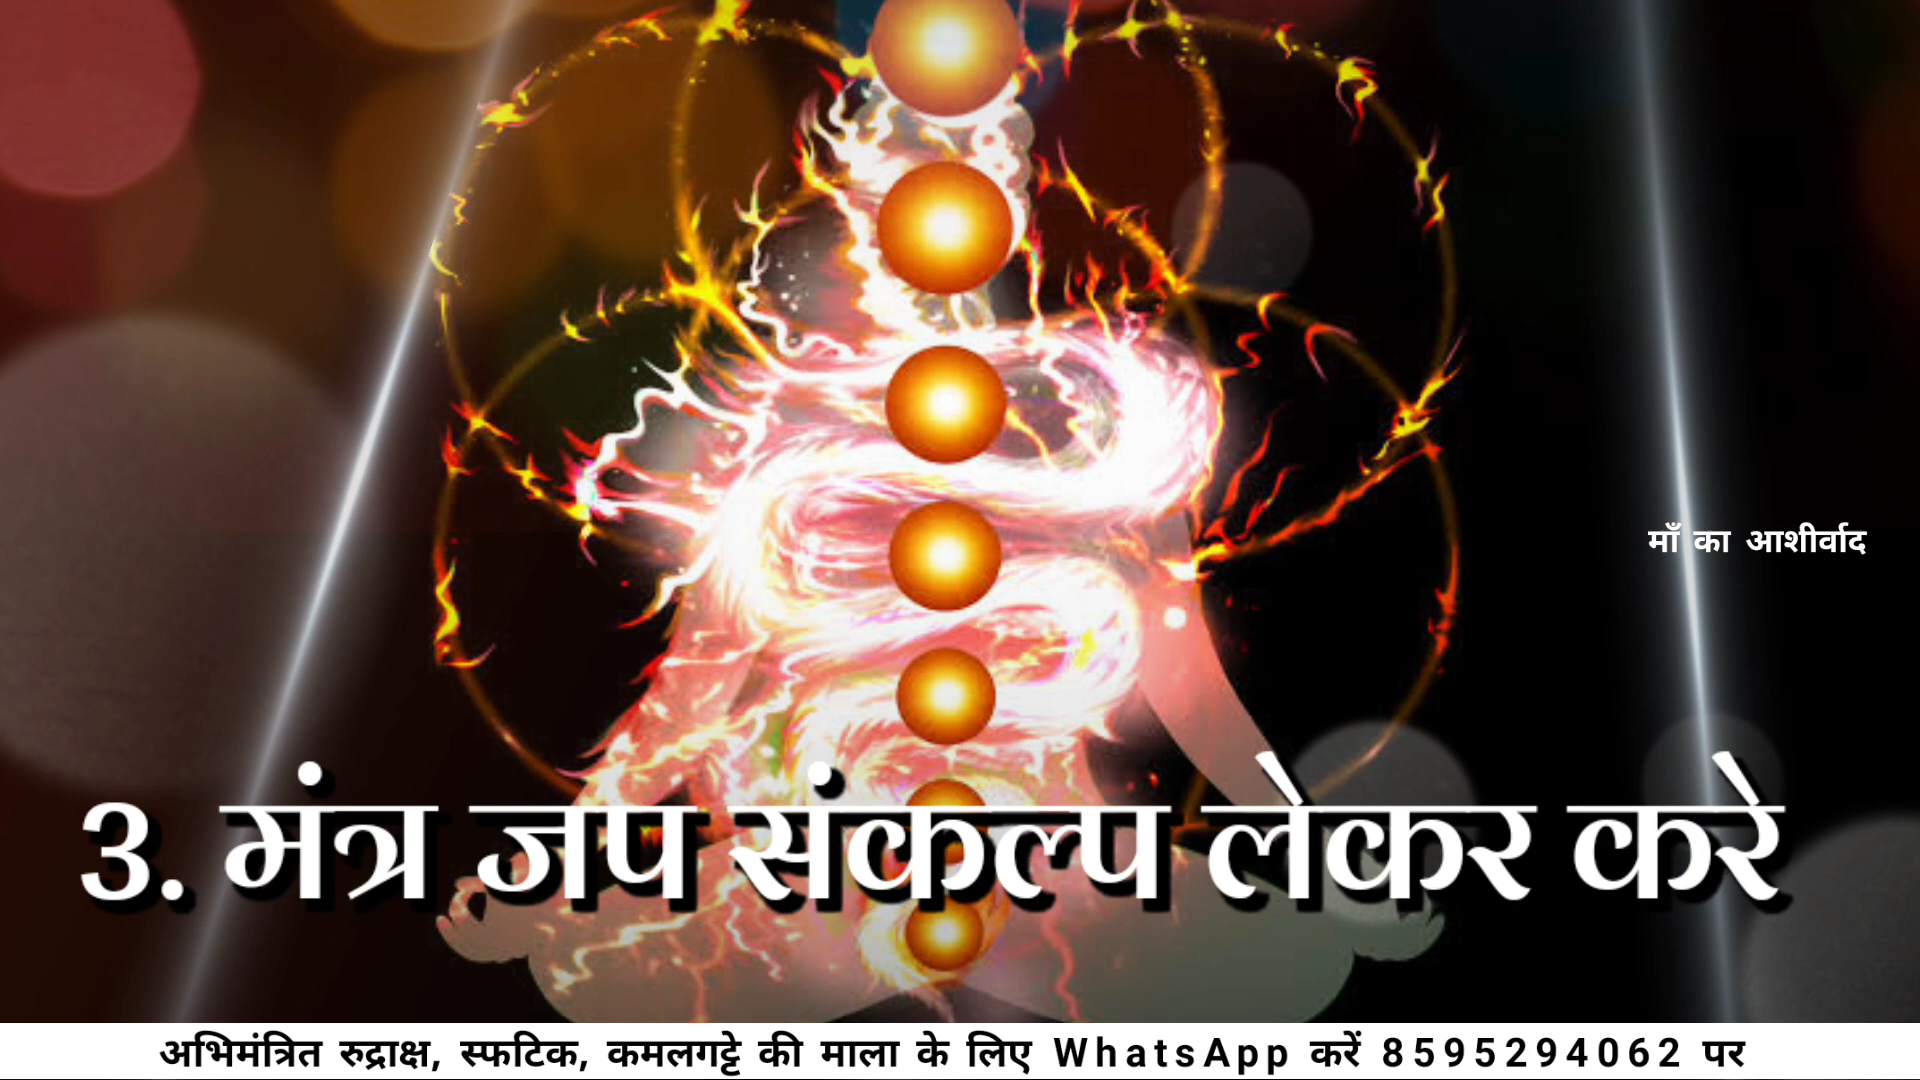 माँ का आशीर्वाद
3. मंत्र जप संकल्प लेकर करे
अभिमंत्रित रुद्राक्ष, स्फटिक, कमलगट्टे की माला के लिए WhatsApp करें 8595294062 पर